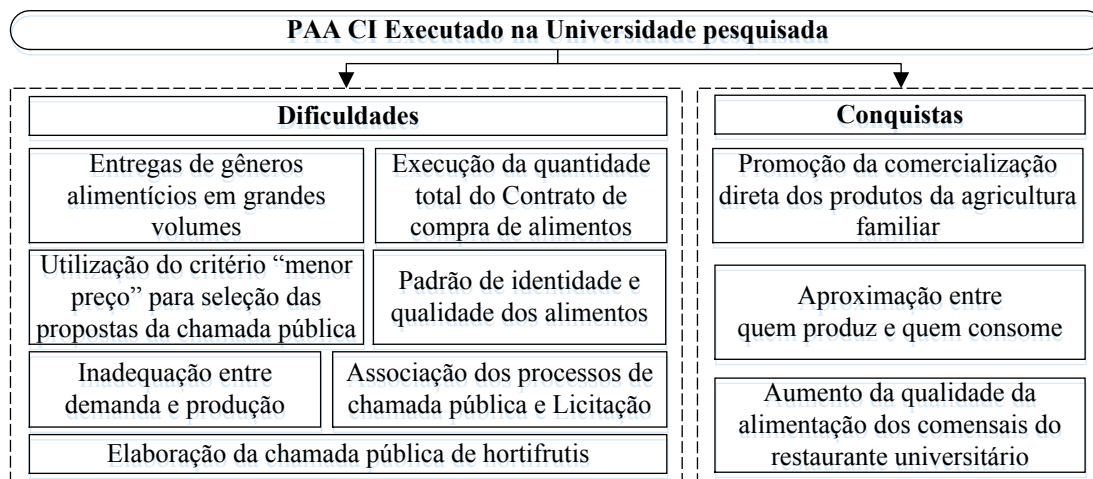 PAA CI Executado na Universidade pesquisada
Dificuldades
Entregas de gêneros
alimentícios em grandes
volumes
Execução da quantidade
total do Contrato de
compra de alimentos
Utilização do critério “menor
preço” para seleção das
propostas da chamada pública
Padrão de identidade e
qualidade dos alimentos
Inadequação entre
demanda e produção
Associação dos processos de
chamada pública e Licitação
Elaboração da chamada pública de hortifrutis
Conquistas
Promoção da comercialização
direta dos produtos da agricultura
familiar
Aproximação entre
quem produz e quem consome
Aumento da qualidade da
alimentação dos comensais do
restaurante universitário